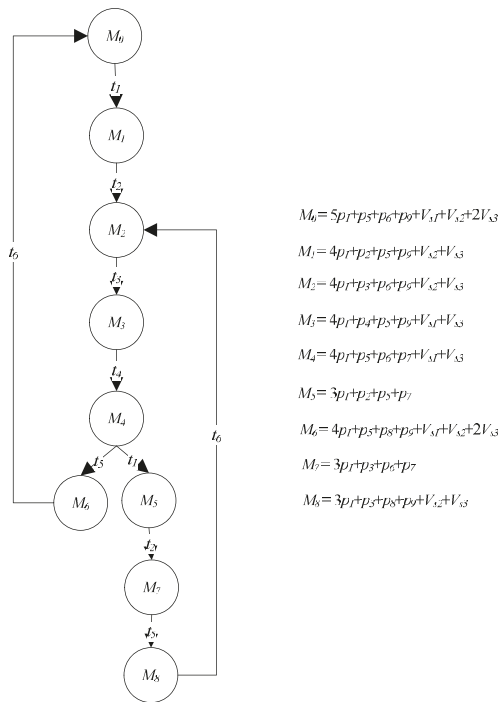 M0
t1
M1
t2
M2
t6
t3
M3
t4
M4
t6
t5
t1
M6
M5
t2
M7
t5
M8
M0=5p1+p5+p6+p9+Vs1+Vs2+2Vs3
M1=4p1+p2+p5+p9+Vs2+Vs3
M2=4p1+p3+p6+p9+Vs2+Vs3
M3=4p1+p4+p5+p9+Vs1+Vs3
M4=4p1+p5+p6+p7+Vs1+Vs3
M5=3p1+p2+p5+p7
M6=4p1+p5+p8+p9+Vs1+Vs2+2Vs3
M7=3p1+p3+p6+p7
M8=3p1+p3+p8+p9+Vs2+Vs3